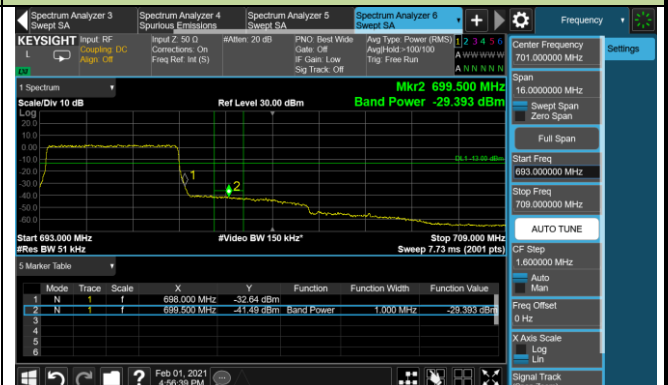 Spectrum Analyzer 3
Swept SA
Spectrum Analyzer 4
Spurious Emissions
Spectrum Analyzer 5
Swept SA
Spectrum Analyzer 6
Swept SA
+
Frequency
KEYSIGHT
L
LW
Input: RF
Coupling: DC
Align: Off
Input Z: 50 Ω
Corrections: On
Freq Ref: Int (S)
#Atten: 20 dB
PNO: Best Wide
Gate: Off
IF Gain: Low
Sig Track: Off
Avg Type: Power (RMS)
Avg|Hold:>100/100
Trig: Free Run
1 2 3 4 5 6
A W W W W W
A N N N N N
1 Spectrum
Scale/Div 10 dB
Ref Level 30.00 dBm
Mkr2 699.500 MHz
Band Power -29.393 dBm
Log
20.0
10.0
0.00
-10.0
-20.0
-30.0
-40.0
-50.0
-60.0
DL1 -13.00 dBm
1
2
Start 693.000 MHz
#Video BW 150 kHz*
Stop 709.000 MHz
#Res BW 51 kHz
Sweep 7.73 ms (2001 pts)
5 Marker Table
Mode Trace Scale X Y Function Function Width Function Value
1 N 1 f 698.000 MHz -32.64 dBm
2 N 1 f 699.500 MHz -41.49 dBm Band Power 1.000 MHz -29.393 dBm
3
4
5
6
?
Feb 01, 2021
4:56:39 PM
Center Frequency
701.000000 MHz
Settings
Span
16.0000000 MHz
Swept Span
Zero Span
Full Span
Start Freq
693.000000 MHz
Stop Freq
709.000000 MHz
AUTO TUNE
CF Step
1.600000 MHz
Auto
Man
Freq Offset
0 Hz
X Axis Scale
Log
Lin
Signal Track